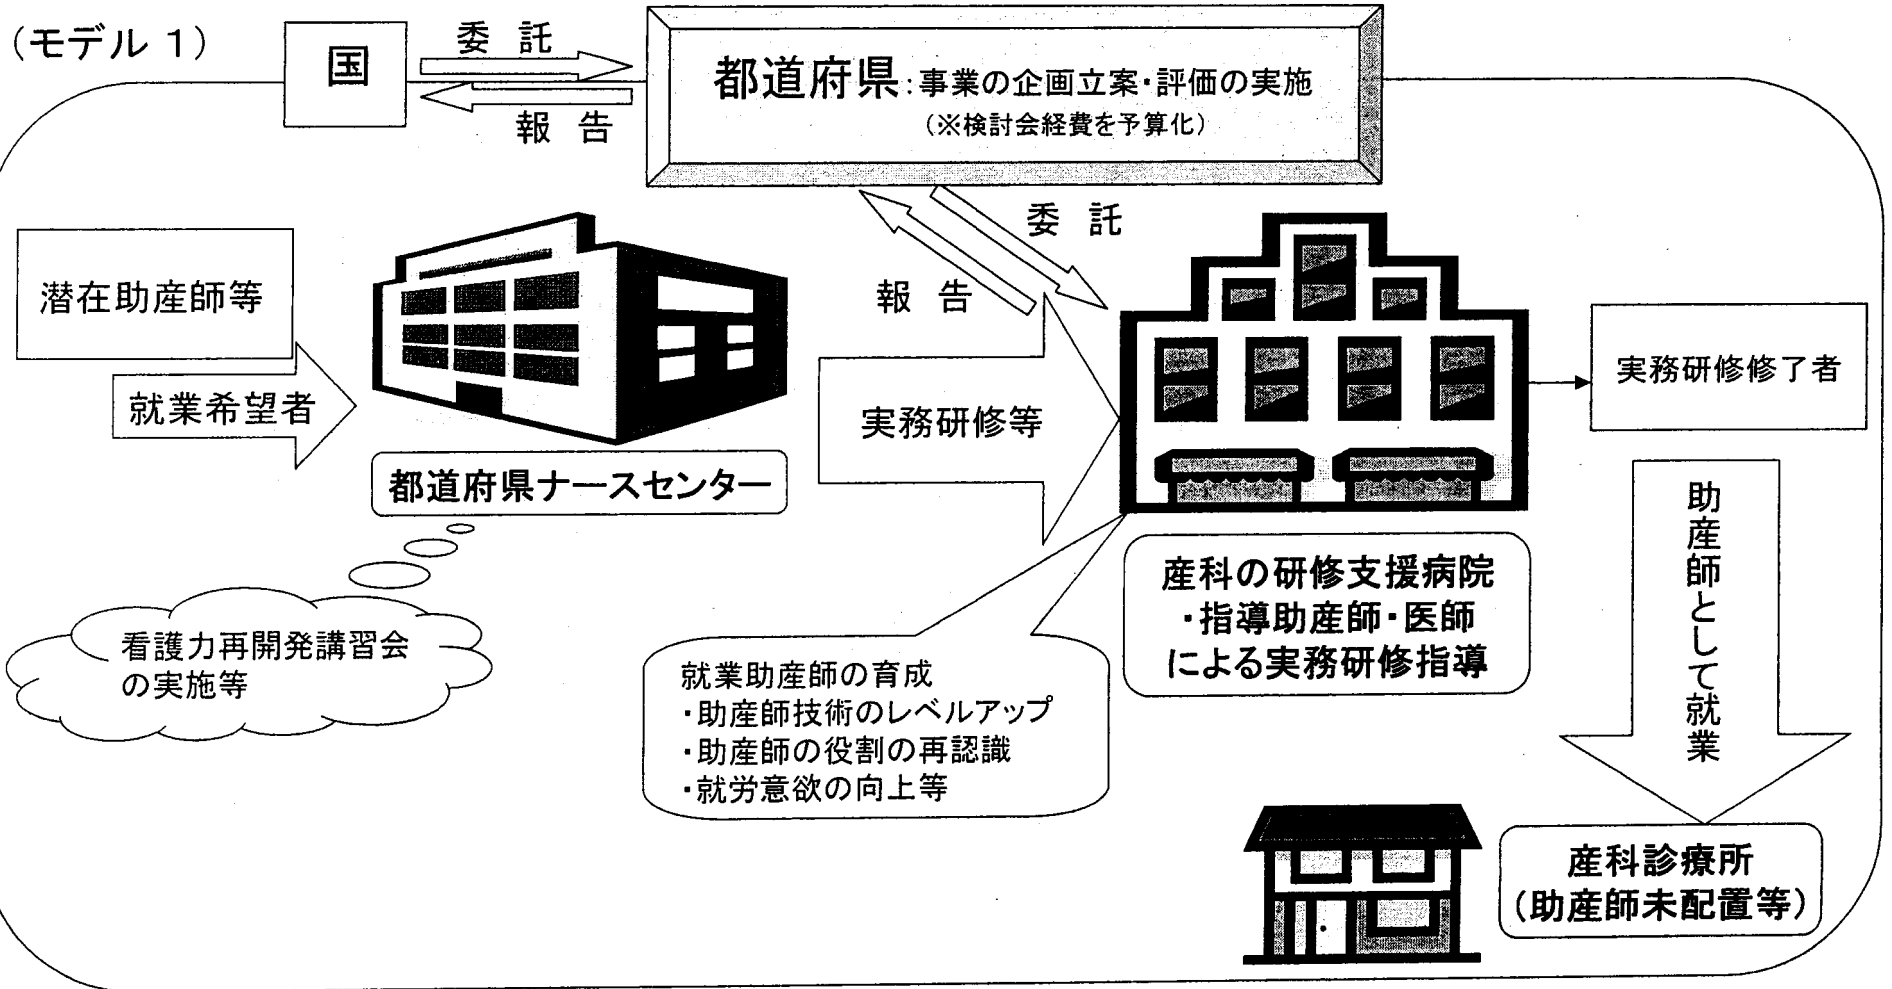 (モデル 1)
国
委 託
報 告
都道府県:事業の企画立案・評価の実施
(※検討会経費を予算化)
委 託
報 告
潜在助産師等
就業希望者
都道府県ナースセンター
看護力再開発講習会
の実施等
実務研修等
産科の研修支援病院
・指導助産師・医師
による実務研修指導
就業助産師の育成
・助産師技術のレベルアップ
・助産師の役割の再認識
・就労意欲の向上等
実務研修修了者
助産師として就業
産科診療所
(助産師未配置等)